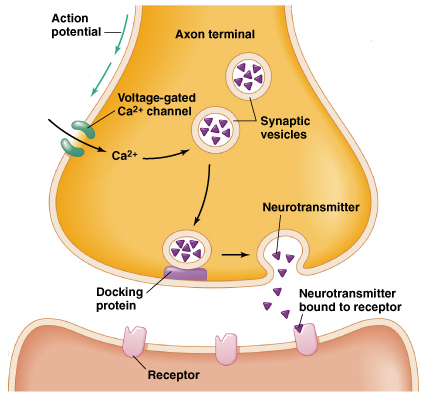 Action
potential
Axon terminal
Voltage-gated
Ca2+ channel
Synaptic
vesicles
Ca2+
Neurotransmitter
Docking
protein
Neurotransmitter
bound to receptor
Receptor